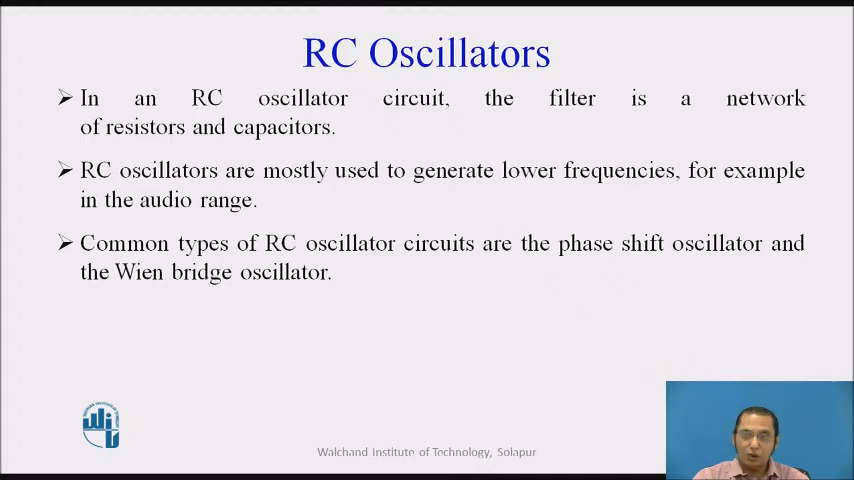 RC Oscillators
➢ In an RC oscillator circuit, the filter is a network
of resistors and capacitors.
➢ RC oscillators are mostly used to generate lower frequencies, for example
in the audio range.
➢ Common types of RC oscillator circuits are the phase shift oscillator and
the Wien bridge oscillator.
Walchand Institute of Technology, Solapur